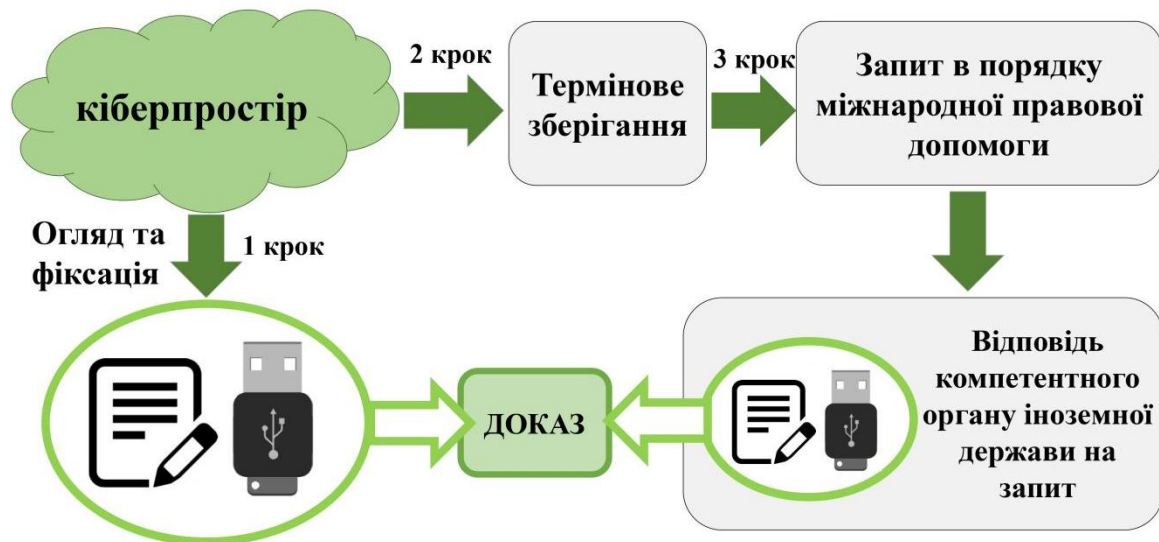 кіберпростір
2 крок
Термінове
зберігання
3 крок
Запит в порядку
міжнародної правової
допомоги
Огляд та
фіксація
1 крок
ДОКАЗ
Відповідь
компетентного
органу іноземної
держави на
запит